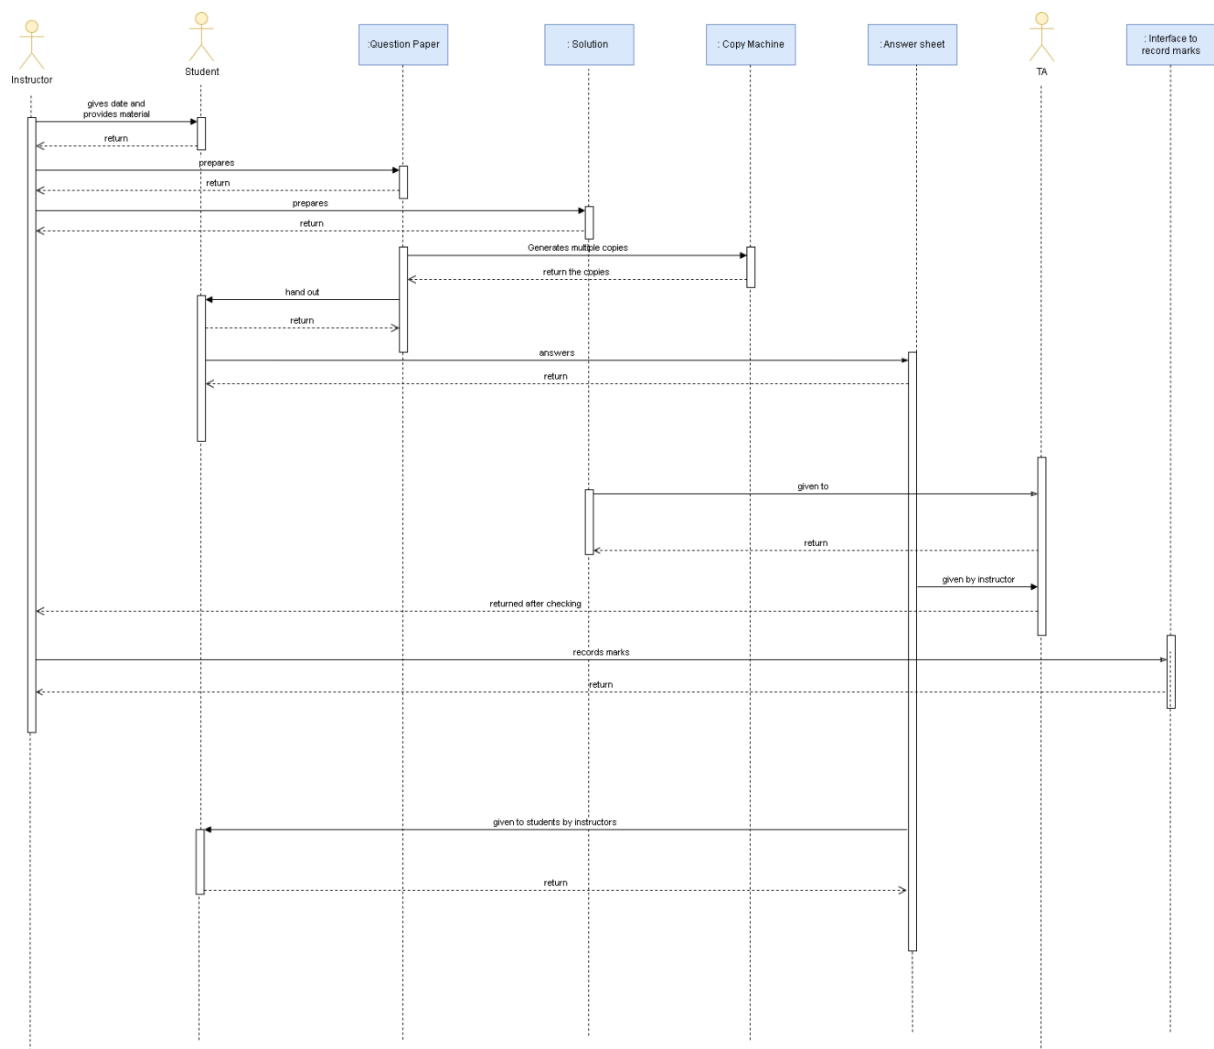 Instructor
Student
:Question Paper
: Solution
: Copy Machine
: Answer sheet
TA
: Interface to
record marks
gives date and
provides material
return
prepares
return
prepares
return
Generates multiple copies
return the copies
hand out
return
answers
return
given to
return
given by instructor
returned after checking
records marks
return
given to students by instructors
return